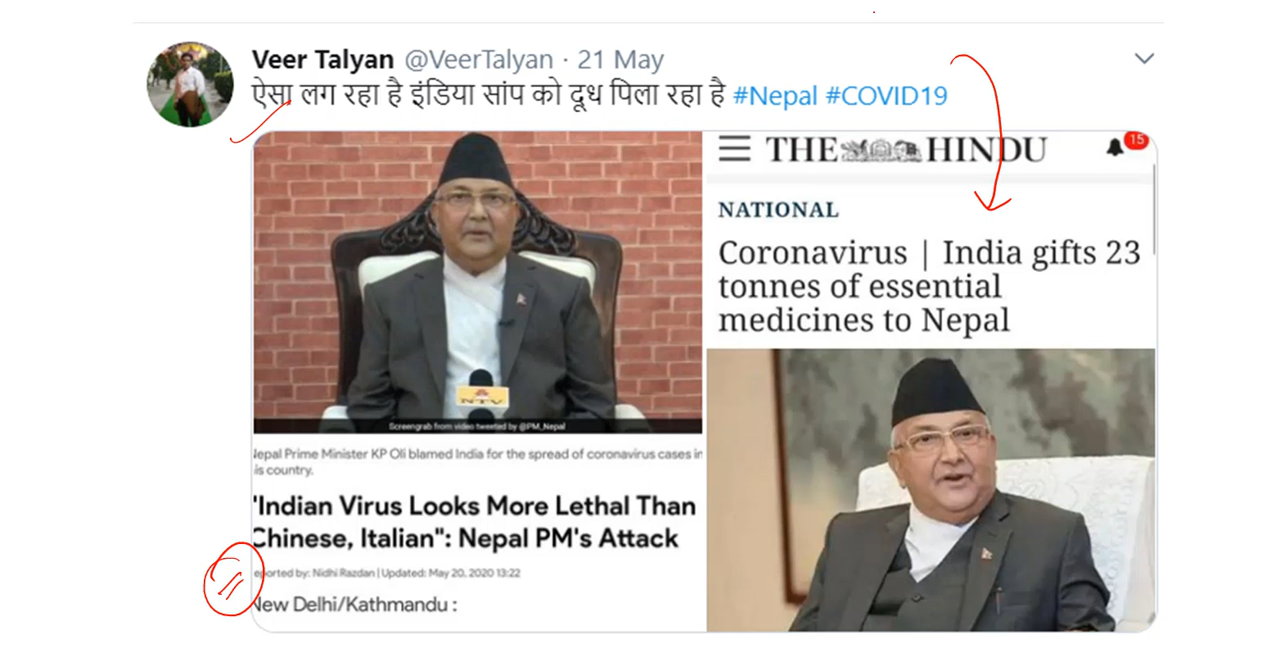 Veer Talyan @VeerTalyan · 21 May
ऐसा लग रहा है इंडिया सांप को दूध पिला रहा है #Nepal #COVID19
NTV
Screengrab from video tweeted by @PM_Nepal
Nepal Prime Minister KP Oli blamed India for the spread of coronavirus cases in
is country.
"Indian Virus Looks More Lethal Than
Chinese, Italian": Nepal PM's Attack
eported by: Nidhi Razdan | Updated: May 20, 2020 13:22
New Delhi/Kathmandu :
THE HINDU
15
NATIONAL
Coronavirus | India gifts 23
tonnes of essential
medicines to Nepal